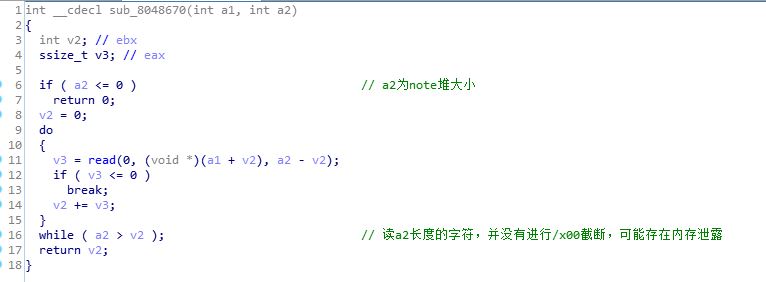 1 int __cdecl sub_8048670(int a1, int a2)
2 {
3   int v2; // ebx
4   ssize_t v3; // eax
5
6   if ( a2 <= 0 )                               // a2为note堆大小
7     return 0;
8   v2 = 0;
9   do
10   {
11     v3 = read(0, (void *)(a1 + v2), a2 - v2);
12     if ( v3 <= 0 )
13       break;
14     v2 += v3;
15   }
16   while ( a2 > v2 );                           // 读a2长度的字符，并没有进行/x00截断，可能存在内存泄露
17   return v2;
18 }